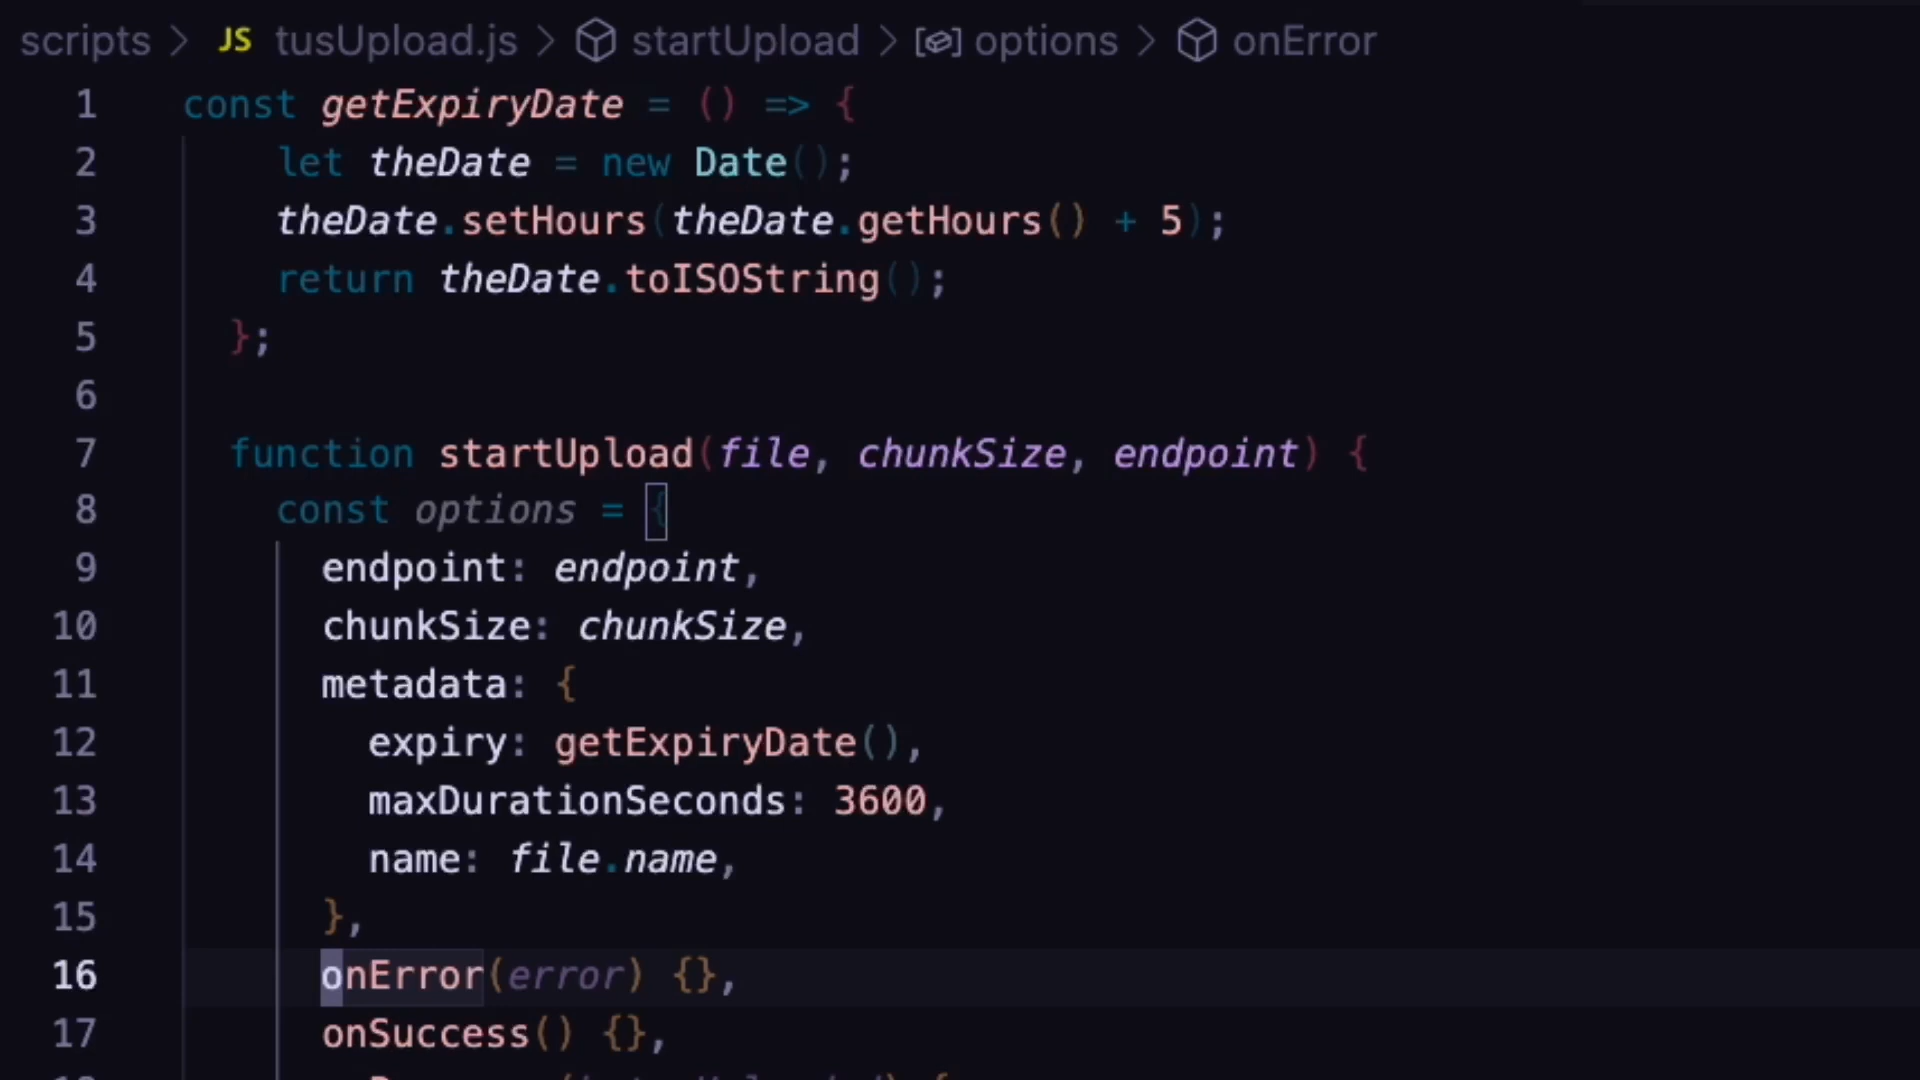 scripts > JS tusUpload.js > startUpload > options > onError
1 const getExpiryDate = () => {
2 let theDate = new Date();
3 theDate.setHours(theDate.getHours() + 5);
4 return theDate.toISOString();
5 };
6
7 function startUpload(file, chunkSize, endpoint) {
8 const options = {
9 endpoint: endpoint,
10 chunkSize: chunkSize,
11 metadata: {
12 expiry: getExpiryDate(),
13 maxDurationSeconds: 3600,
14 name: file.name,
15 },
16 onError(error) {},
17 onSuccess() {},